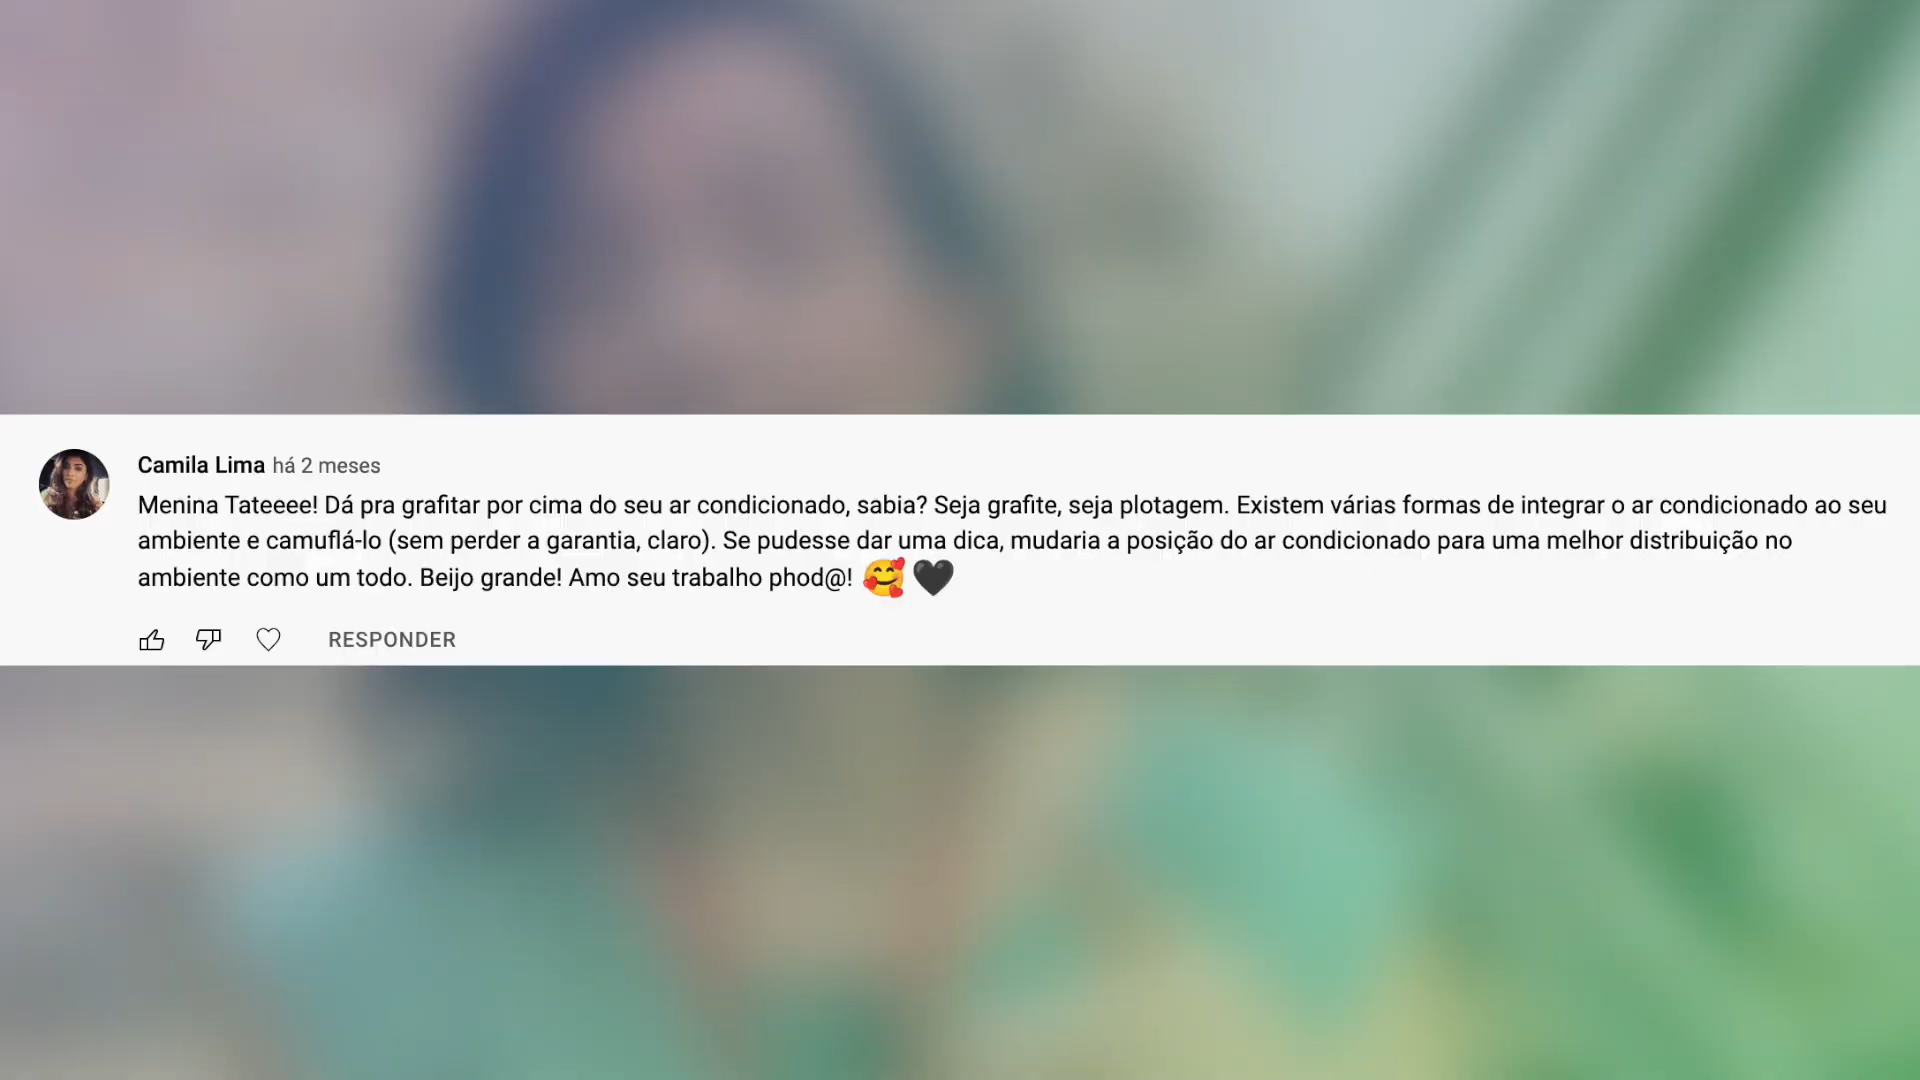 Camila Lima há 2 meses
Menina Tateeee! Dá pra grafitar por cima do seu ar condicionado, sabia? Seja grafite, seja plotagem. Existem várias formas de integrar o ar condicionado ao seu
ambiente e camuflá-lo (sem perder a garantia, claro). Se pudesse dar uma dica, mudaria a posição do ar condicionado para uma melhor distribuição no
ambiente como um todo. Beijo grande! Amo seu trabalho phod@! 🥰🖤
RESPONDER